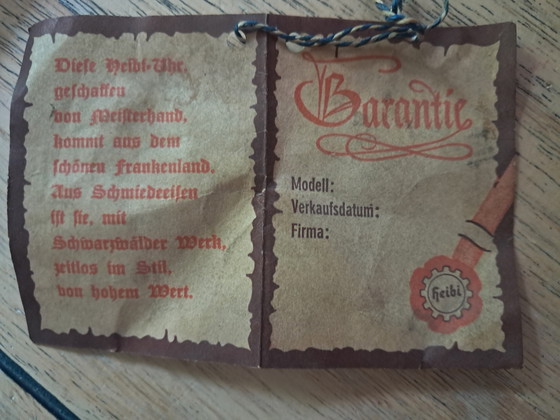 Diese Heibi-Uhr,
geschaffen
von Meisterhand,
kommt aus dem
schönen Frankenland.
Aus Schmiedeeisen
ist sie, mit
Schwarzwälder Werk,
zeitlos im Stil,
von hohem Wert.
Garantie
Modell:
Verkaufsdatum:
Firma:
heibi